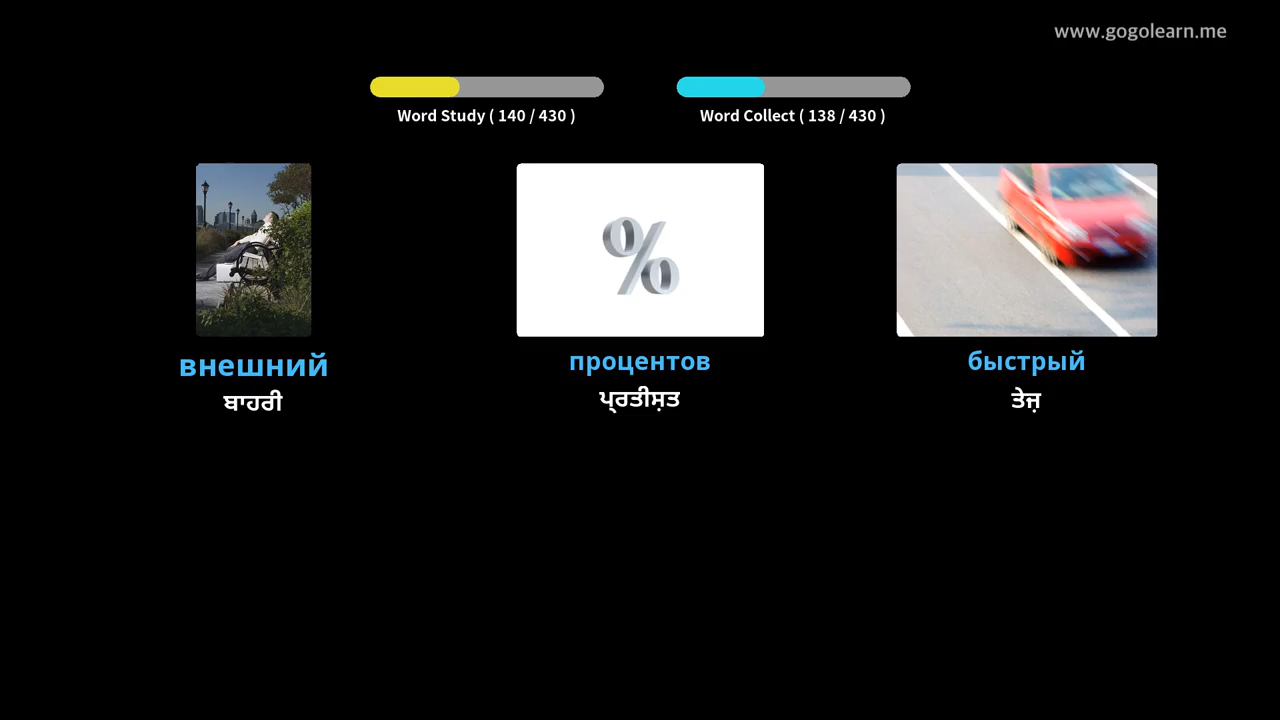 www.gogolearn.me
Word Study ( 140 / 430 )
Word Collect ( 138 / 430 )
%
внешний
процентов
быстрый
ਬਾਹਰੀ
ਪ੍ਰਤੀਸ਼ਤ
ਤੇਜ਼